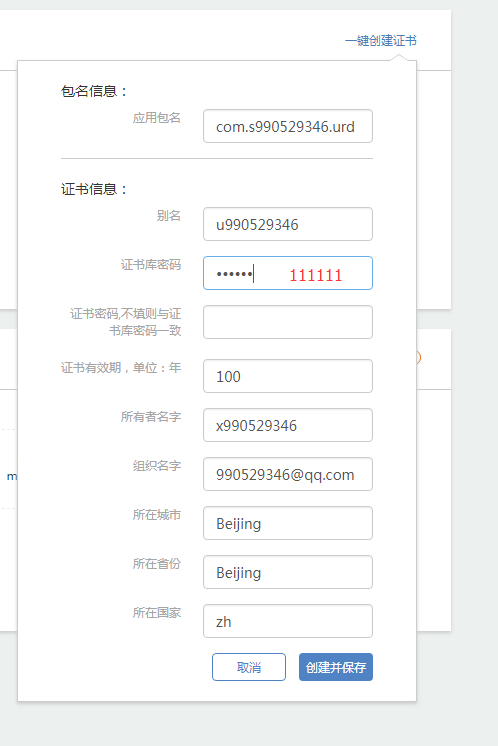 一键创建证书
包名信息：
应用包名
com.s990529346.urd
证书信息：
别名
u990529346
证书库密码
•••••• 111111
证书密码,不填则与证
书库密码一致
)
证书有效期，单位：年
100
所有者名字
x990529346
组织名字
990529346@qq.com
m
所在城市
Beijing
所在省份
Beijing
所在国家
zh
取消
创建并保存